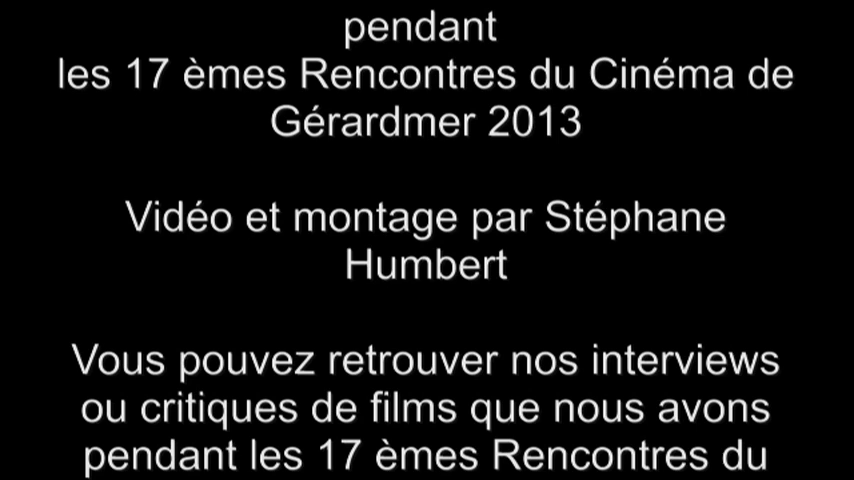 pendant
les 17 èmes Rencontres du Cinéma de
Gérardmer 2013
Vidéo et montage par Stéphane
Humbert
Vous pouvez retrouver nos interviews
ou critiques de films que nous avons
pendant les 17 èmes Rencontres du